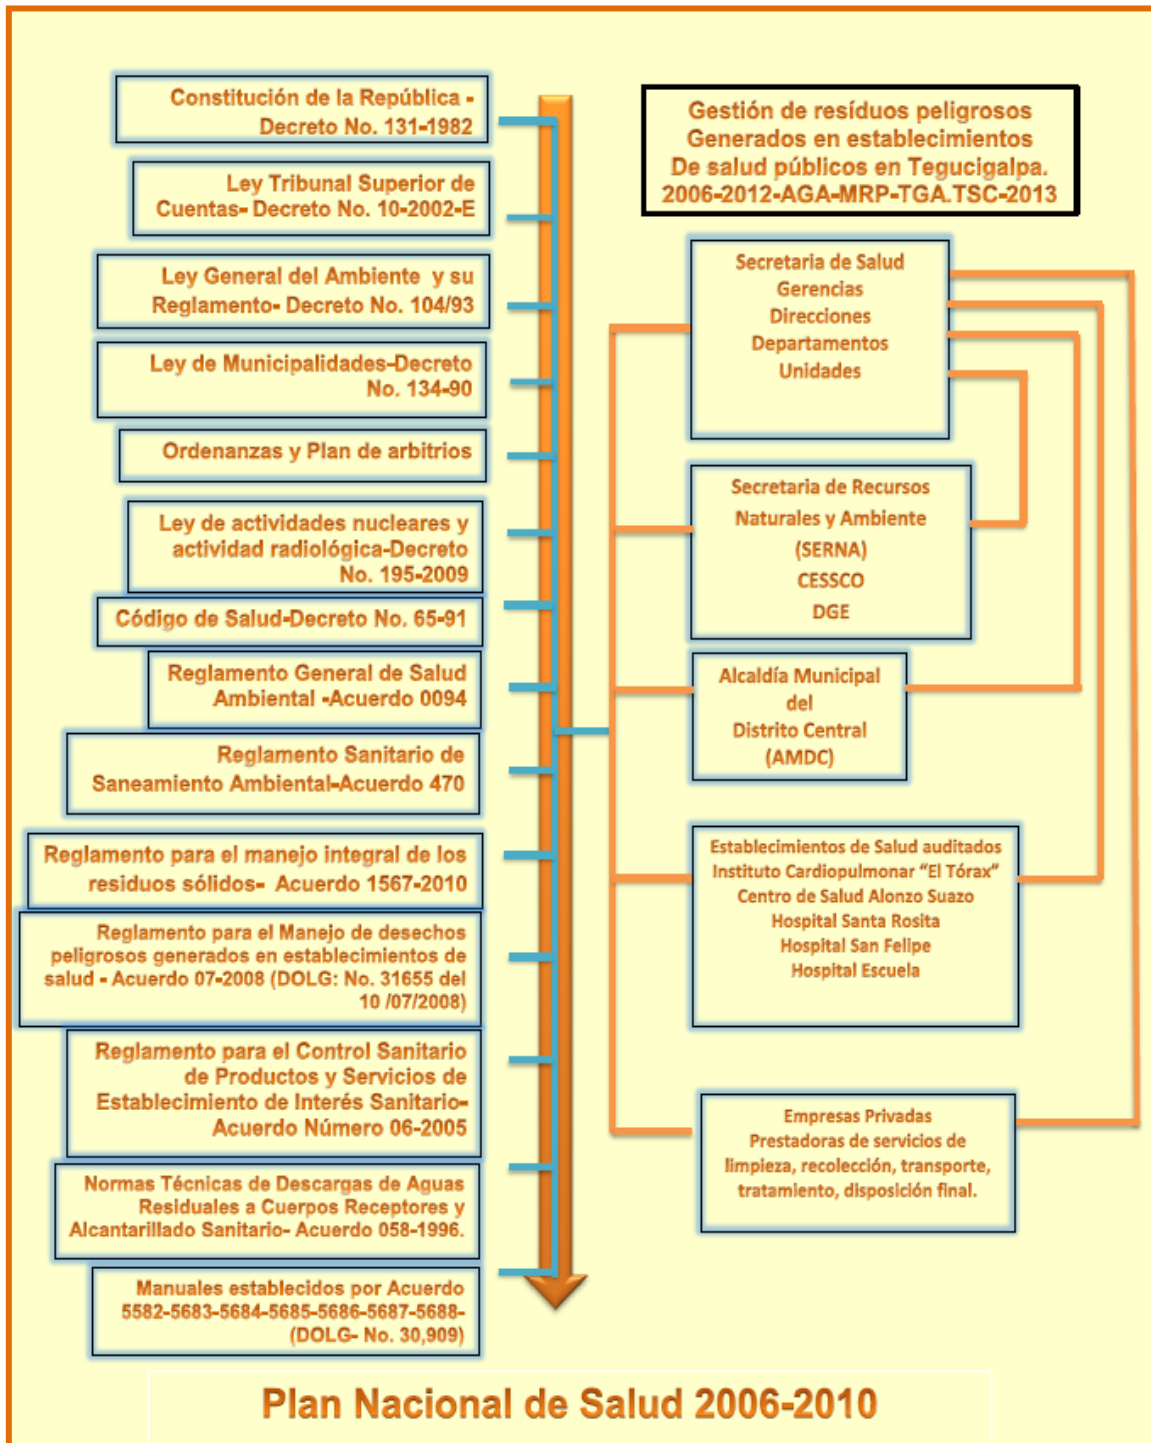 Constitución de la República -
Decreto No. 131-1982
Ley Tribunal Superior de
Cuentas- Decreto No. 10-2002-E
Ley General del Ambiente y su
Reglamento- Decreto No. 104/93
Ley de Municipalidades-Decreto
No. 134-90
Ordenanzas y Plan de arbitrios
Ley de actividades nucleares y
actividad radiológica-Decreto
No. 195-2009
Código de Salud-Decreto No. 65-91
Reglamento General de Salud
Ambiental -Acuerdo 0094
Reglamento Sanitario de
Saneamiento Ambiental-Acuerdo 470
Reglamento para el manejo integral de los
residuos sólidos- Acuerdo 1567-2010
Reglamento para el Manejo de desechos
peligrosos generados en establecimientos de
salud - Acuerdo 07-2008 (DOLG: No. 31655 del
10 /07/2008)
Reglamento para el Control Sanitario
de Productos y Servicios de
Establecimiento de Interés Sanitario-
Acuerdo Número 06-2005
Normas Técnicas de Descargas de Aguas
Residuales a Cuerpos Receptores y
Alcantarillado Sanitario- Acuerdo 058-1996.
Manuales establecidos por Acuerdo
5582-5683-5684-5685-5686-5687-5688-
(DOLG- No. 30,909)
Gestión de resíduos peligrosos
Generados en establecimientos
De salud públicos en Tegucigalpa.
2006-2012-AGA-MRP-TGA.TSC-2013
Secretaria de Salud
Gerencias
Direcciones
Departamentos
Unidades
Secretaria de Recursos
Naturales y Ambiente
(SERNA)
CESSCO
DGE
Alcaldía Municipal
del
Distrito Central
(AMDC)
Establecimientos de Salud auditados
Instituto Cardiopulmonar “El Tórax”
Centro de Salud Alonzo Suazo
Hospital Santa Rosita
Hospital San Felipe
Hospital Escuela
Empresas Privadas
Prestadoras de servicios de
limpieza, recolección, transporte,
tratamiento, disposición final.
Plan Nacional de Salud 2006-2010